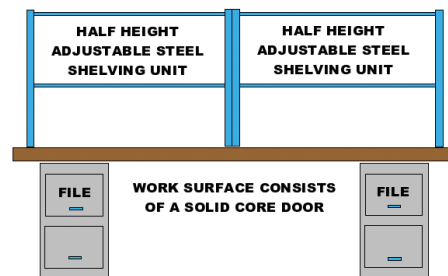 HALF HEIGHT
ADJUSTABLE STEEL
SHELVING UNIT
HALF HEIGHT
ADJUSTABLE STEEL
SHELVING UNIT
FILE
WORK SURFACE CONSISTS
OF A SOLID CORE DOOR
FILE